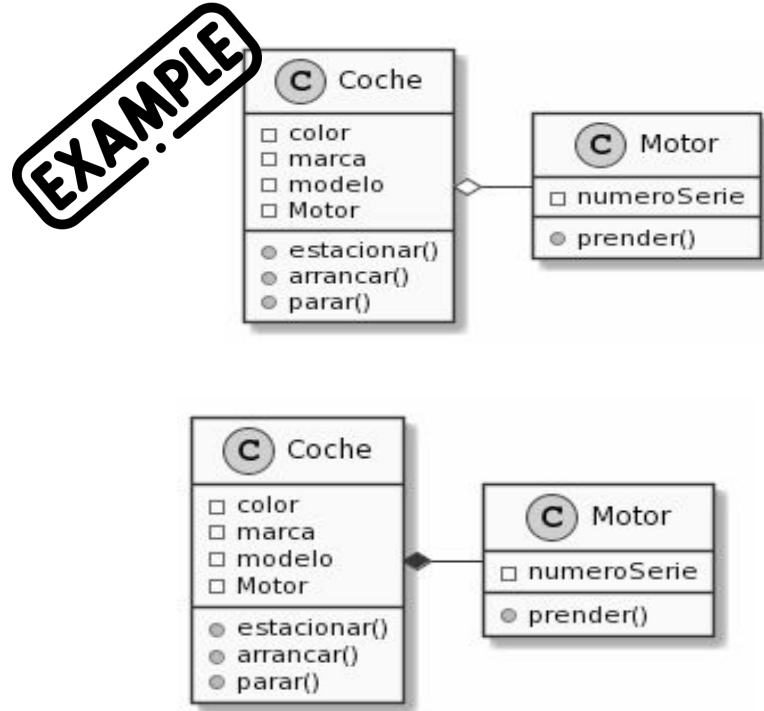 EXAMPLE
C Coche
color
marca
modelo
Motor
estacionar()
arrancar()
parar()
C Motor
numeroSerie
prender()
C Coche
color
marca
modelo
Motor
estacionar()
arrancar()
parar()
C Motor
numeroSerie
prender()